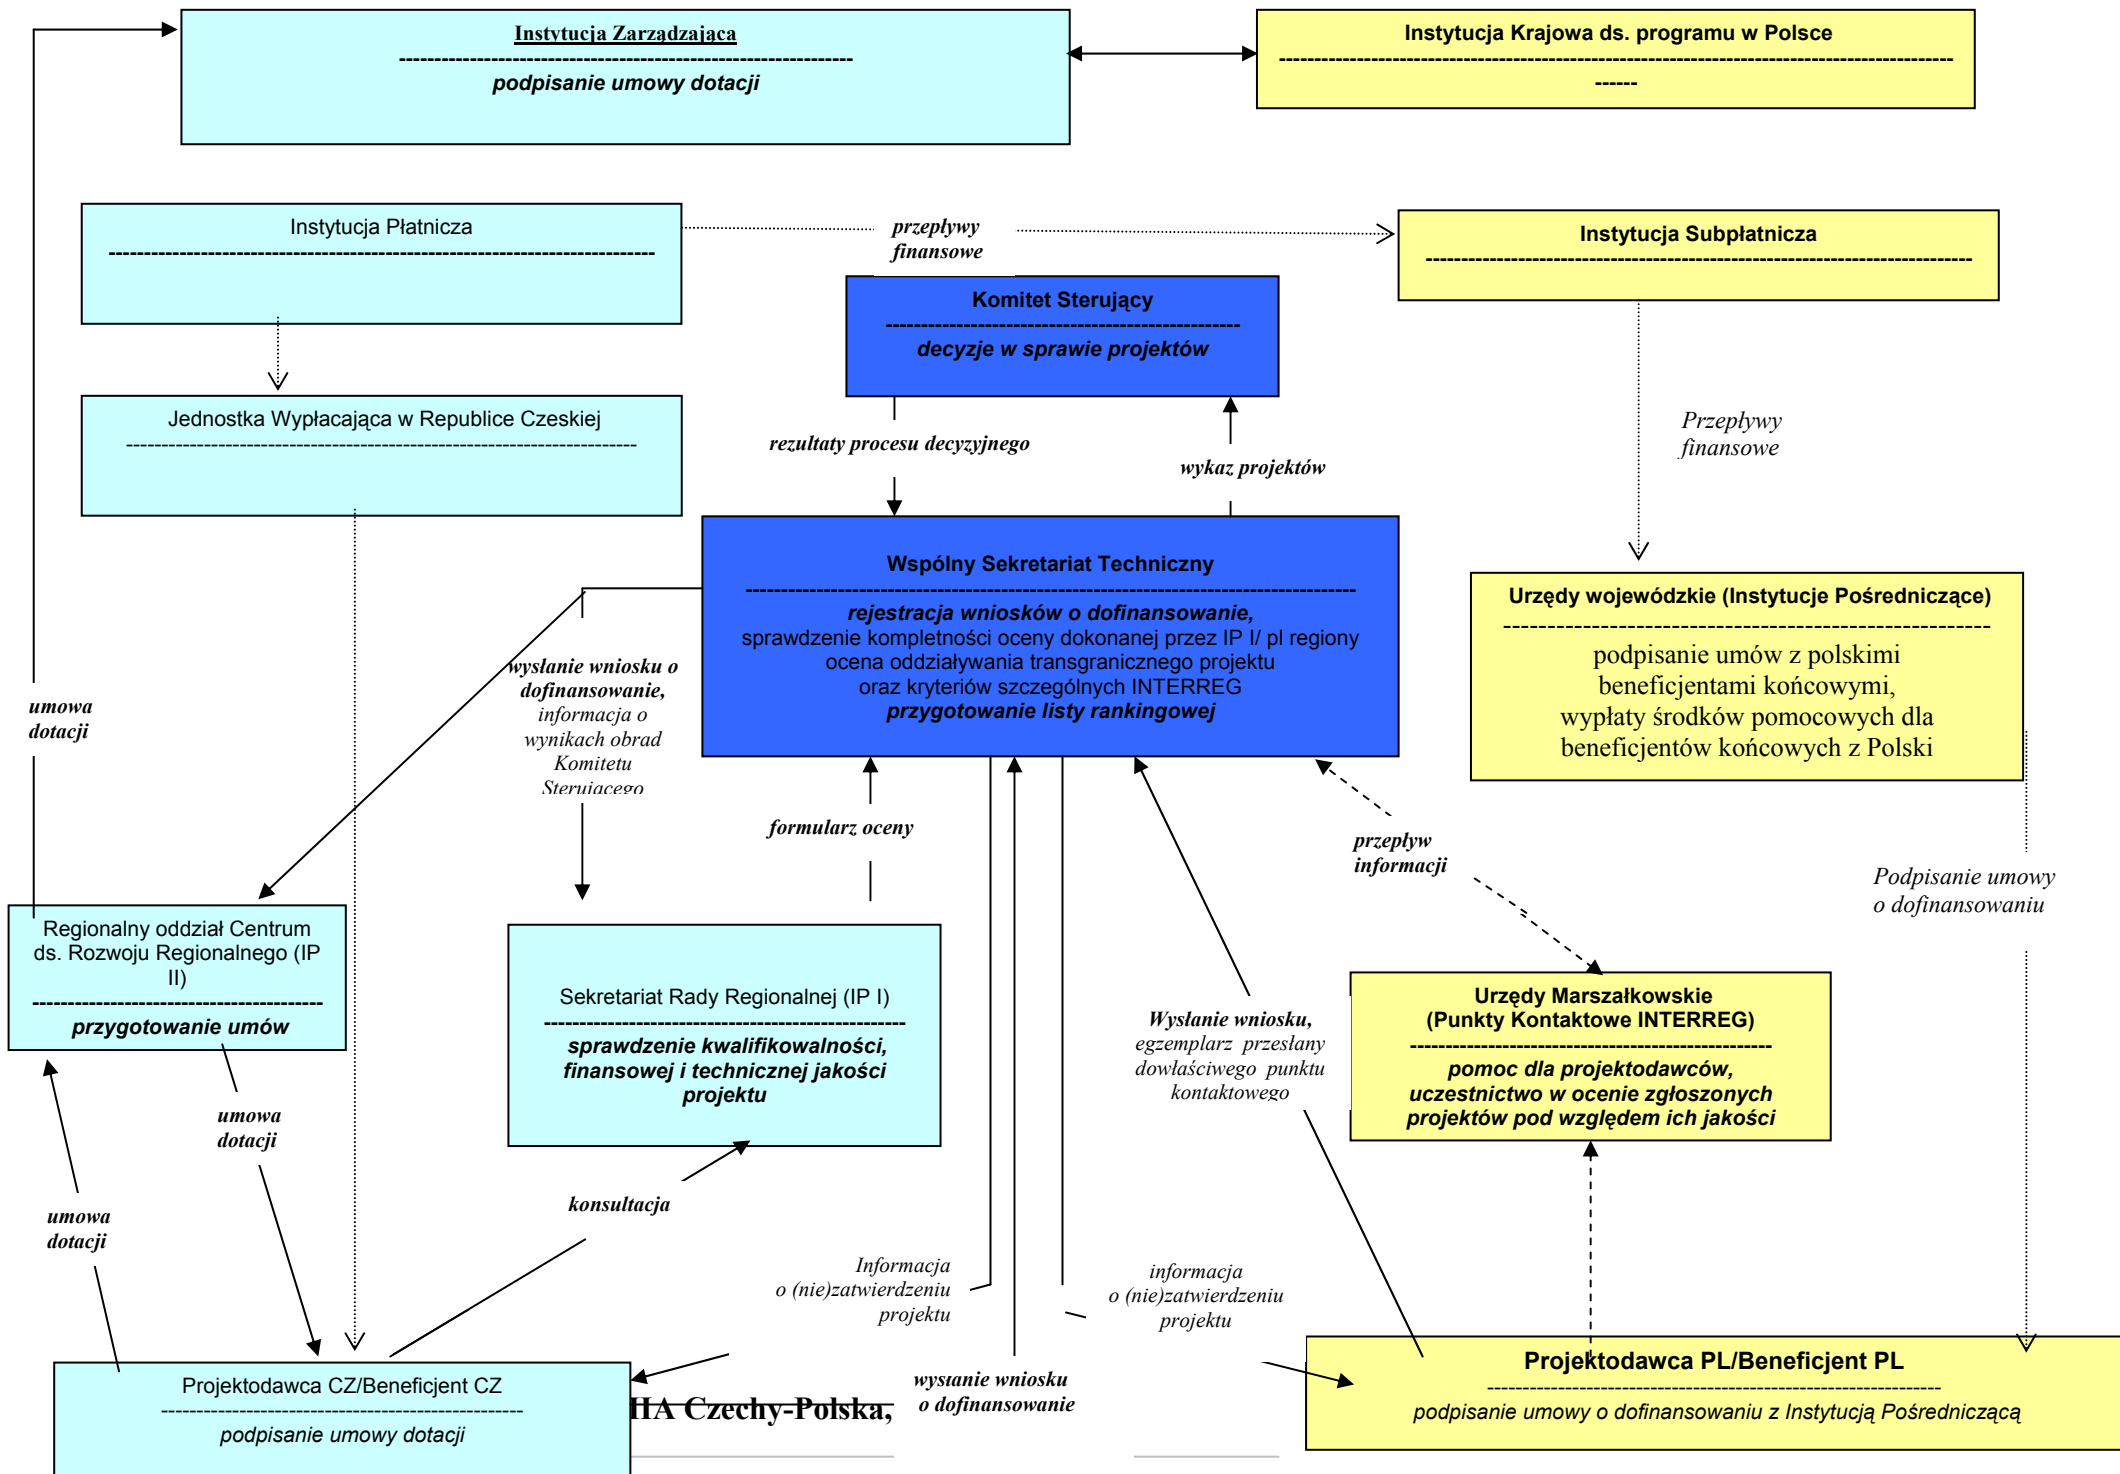 Instytucja Zarządzająca
----------------------------------------------------------------
podpisanie umowy dotacji
Instytucja Krajowa ds. programu w Polsce
-----------------------------------------------------------------------------------------------
------
Instytucja Płatnicza
-----------------------------------------------------------------------------
przepływy
finansowe
Instytucja Subpłatnicza
-----------------------------------------------------------------------------
Komitet Sterujący
--------------------------------------------------
decyzje w sprawie projektów
Jednostka Wypłacająca w Republice Czeskiej
------------------------------------------------------------------------
Przepływy
finansowe
rezultaty procesu decyzyjnego
wykaz projektów
Wspólny Sekretariat Techniczny
--------------------------------------------------------------------------------------
rejestracja wniosków o dofinansowanie,
sprawdzenie kompletności oceny dokonanej przez IP I/ pl regiony
ocena oddziaływania transgranicznego projektu
oraz kryteriów szczególnych INTERREG
przygotowanie listy rankingowej
Urzędy wojewódzkie (Instytucje Pośredniczące)
------------------------------------------------------
podpisanie umów z polskimi
beneficjentami końcowymi,
wypłaty środków pomocowych dla
beneficjentów końcowych z Polski
umowa
dotacji
wysłanie wniosku o
dofinansowanie,
informacja o
wynikach obrad
Komitetu
Sterującego
formularz oceny
przepływ
informacji
Podpisanie umowy
o dofinansowaniu
Regionalny oddział Centrum
ds. Rozwoju Regionalnego (IP
II)
-----------------------------------------
przygotowanie umów
Sekretariat Rady Regionalnej (IP I)
---------------------------------------------------
sprawdzenie kwalifikowalności,
finansowej i technicznej jakości
projektu
Wysłanie wniosku,
egzemplarz przesłany
dowłaściwego punktu
kontaktowego
Urzędy Marszałkowskie
(Punkty Kontaktowe INTERREG)
---------------------------------------------------
pomoc dla projektodawców,
uczestnictwo w ocenie zgłoszonych
projektów pod względem ich jakości
umowa
dotacji
umowa
dotacji
konsultacja
Informacja
o (nie)zatwierdzeniu
projektu
informacja
o (nie)zatwierdzeniu
projektu
Projektodawca CZ/Beneficjent CZ
---------------------------------------------------
podpisanie umowy dotacji
IIA Czechy-Polska,
wysłanie wniosku
o dofinansowanie
Projektodawca PL/Beneficjent PL
----------------------------------------------------------------
podpisanie umowy o dofinansowaniu z Instytucją Pośredniczącą